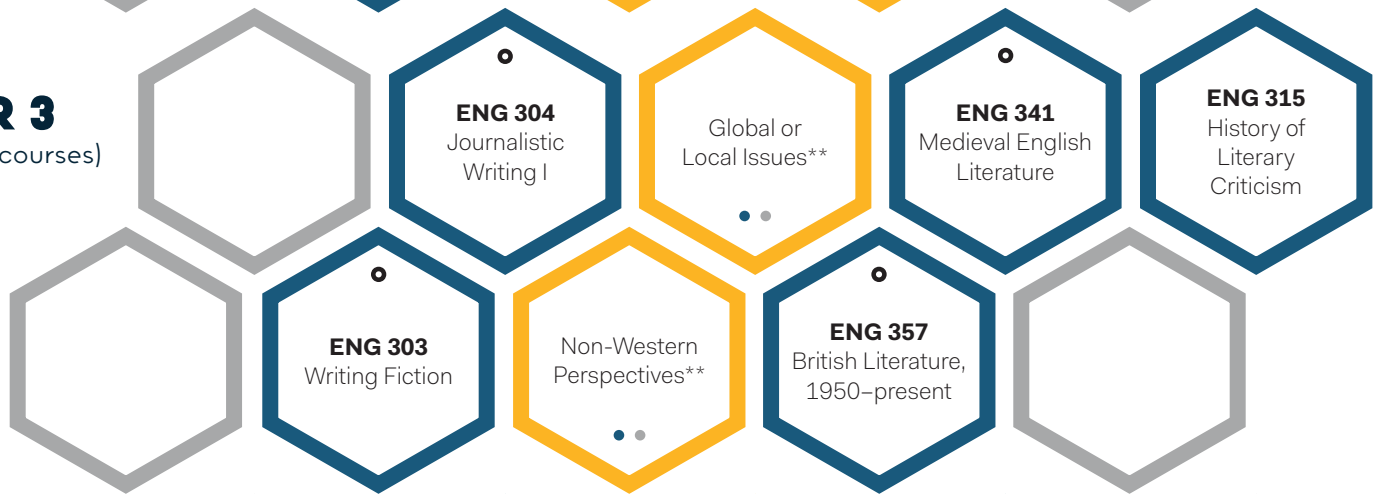 R 3
courses)
ENG 304
Journalistic
Writing I
Global or
Local Issues**
ENG 341
Medieval English
Literature
ENG 315
History of
Literary
Criticism
ENG 303
Writing Fiction
Non-Western
Perspectives**
ENG 357
British Literature,
1950–present